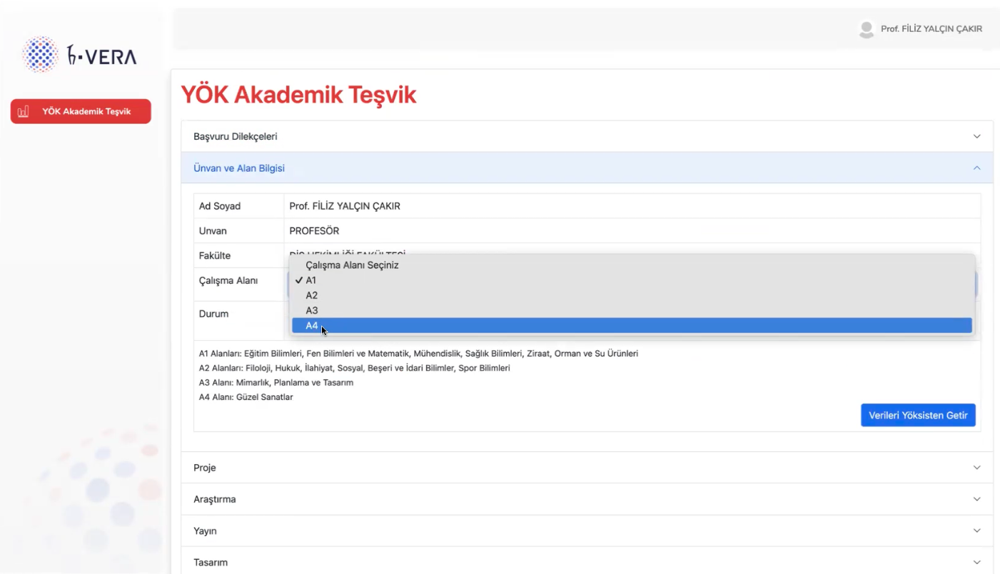 Prof. FİLİZ YALÇIN ÇAKIR
ɦ·VERA
YÖK Akademik Teşvik
YÖK Akademik Teşvik
Başvuru Dilekçeleri
Ünvan ve Alan Bilgisi
Ad Soyad Prof. FİLİZ YALÇIN ÇAKIR
Unvan PROFESÖR
Fakülte DİŞ HEKİMLİĞİ FAKÜLTESİ
Çalışma Alanı
Çalışma Alanı Seçiniz
✓ A1
A2
A3
A4
Durum
A1 Alanları: Eğitim Bilimleri, Fen Bilimleri ve Matematik, Mühendislik, Sağlık Bilimleri, Ziraat, Orman ve Su Ürünleri
A2 Alanları: Filoloji, Hukuk, İlahiyat, Sosyal, Beşeri ve İdari Bilimler, Spor Bilimleri
A3 Alanı: Mimarlık, Planlama ve Tasarım
A4 Alanı: Güzel Sanatlar
Verileri Yöksisten Getir
Proje
Araştırma
Yayın
Tasarım